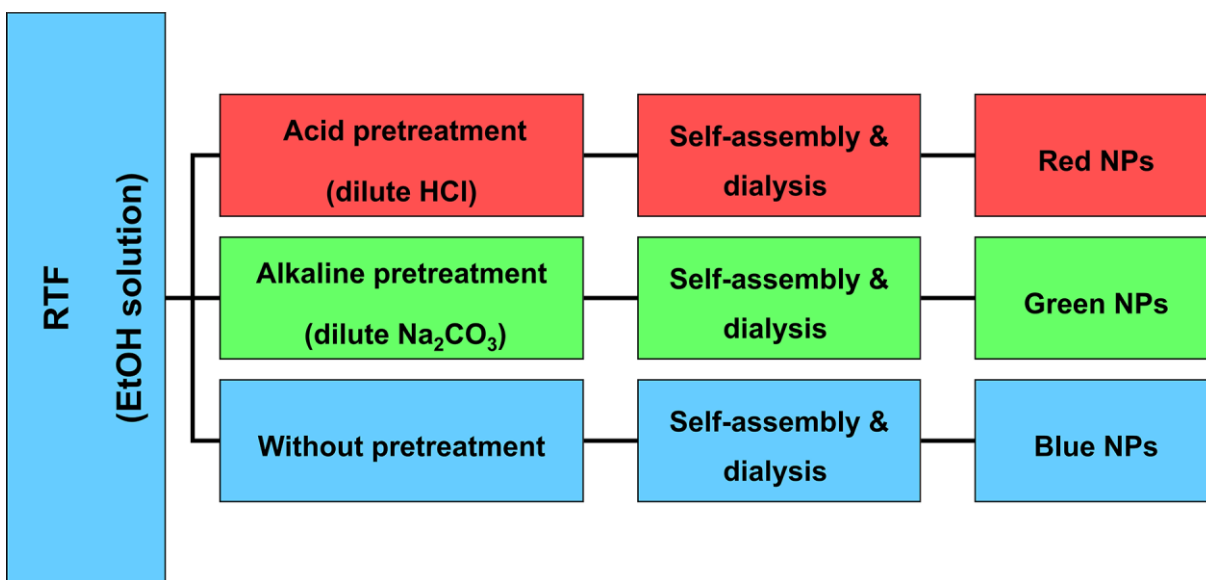 RTF
(EtOH solution)
Acid pretreatment
(dilute HCl)
Self-assembly &
dialysis
Red NPs
Alkaline pretreatment
(dilute Na₂CO₃)
Self-assembly &
dialysis
Green NPs
Without pretreatment
Self-assembly &
dialysis
Blue NPs